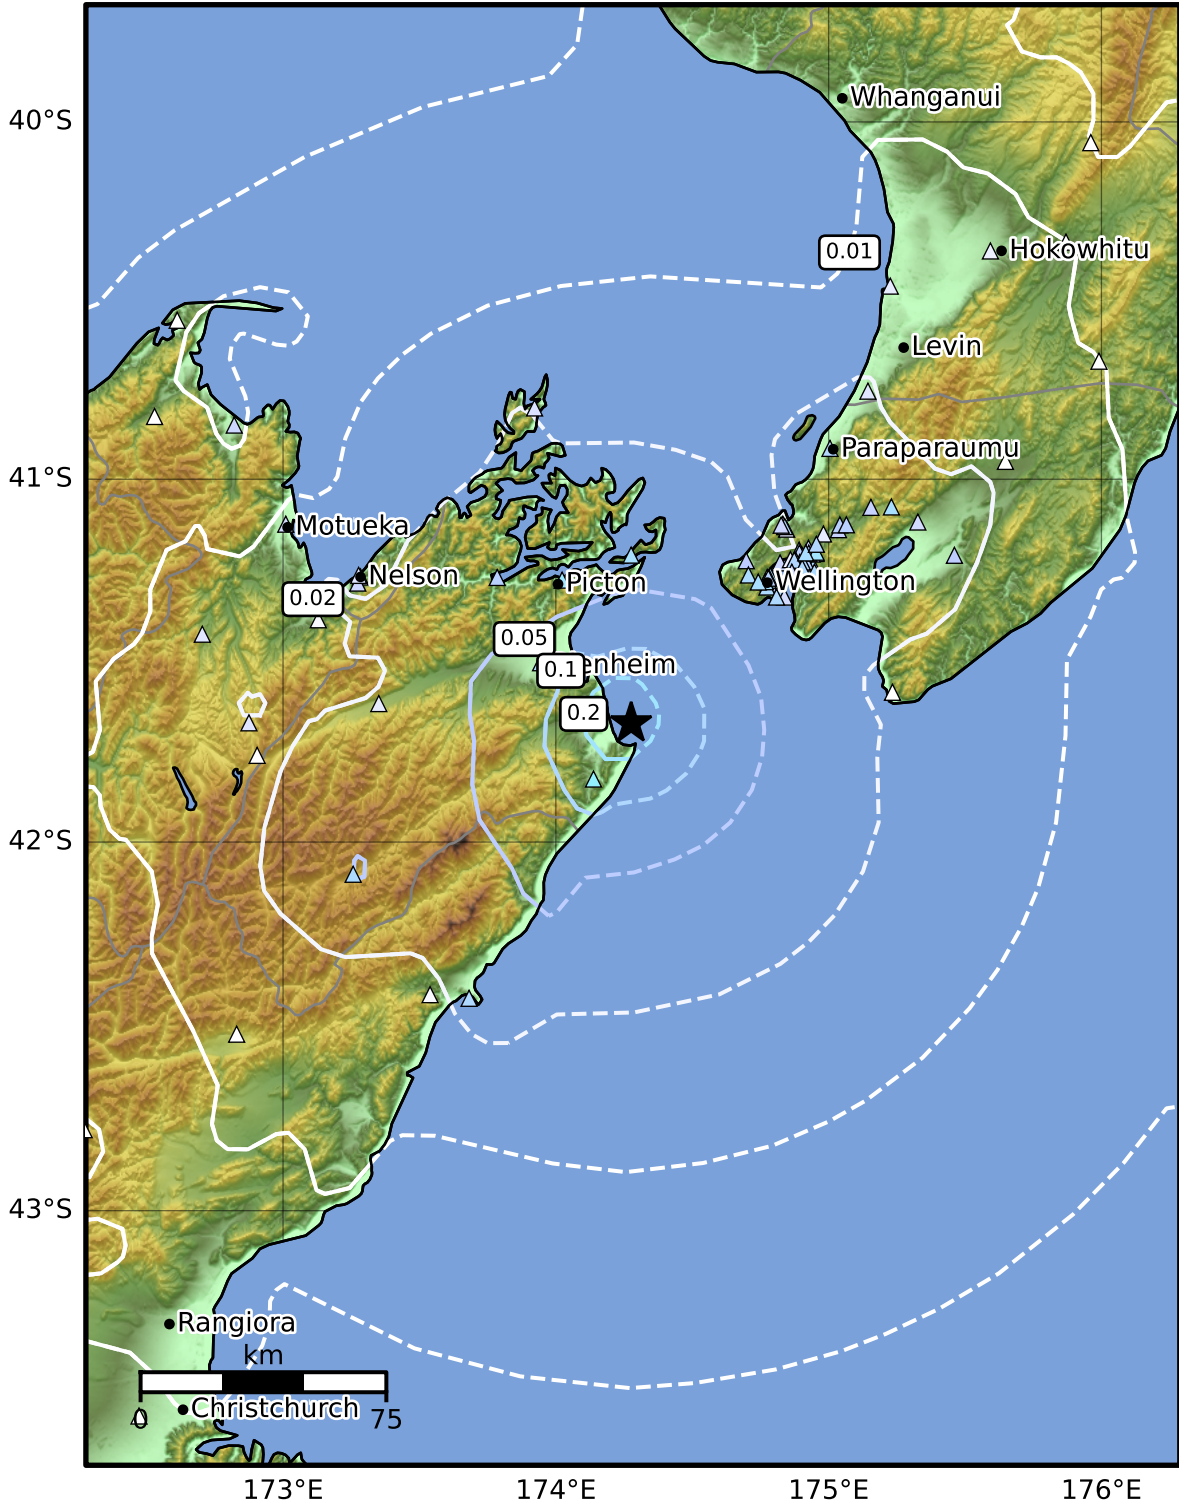 40°S
Whanganui
0.01
Hokowhitu
Levin
41°S
Paraparaumu
Motueka
Nelson
Picton
Wellington
0.02
0.05
0.1
enheim
0.2
42°S
43°S
Rangiora
km
Christchurch
0
75
173°E
174°E
175°E
176°E